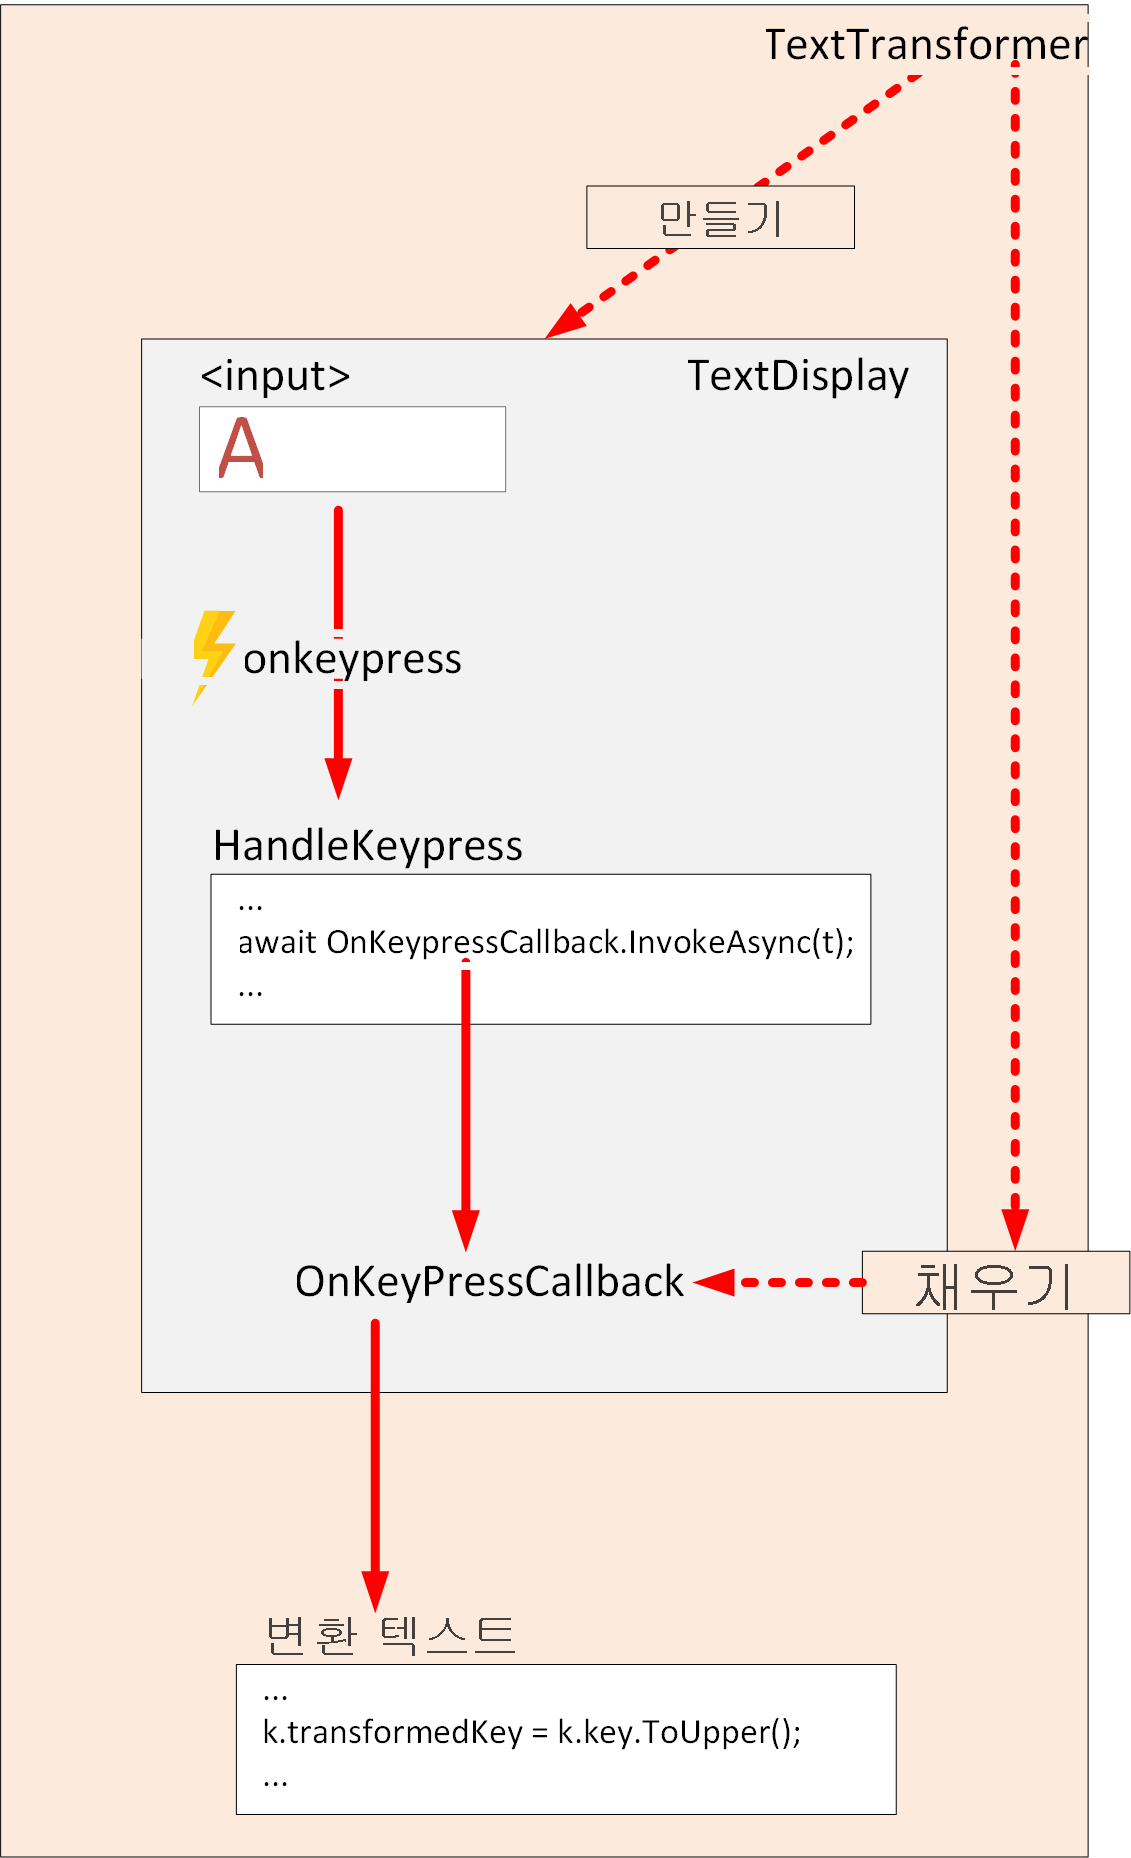 TextTransformer
만들기
<input>
TextDisplay
A
onkeypress
HandleKeypress
...
await OnKeypressCallback.InvokeAsync(t);
...
OnKeyPressCallback
채우기
변환 텍스트
...
k.transformedKey = k.key.ToUpper();
...